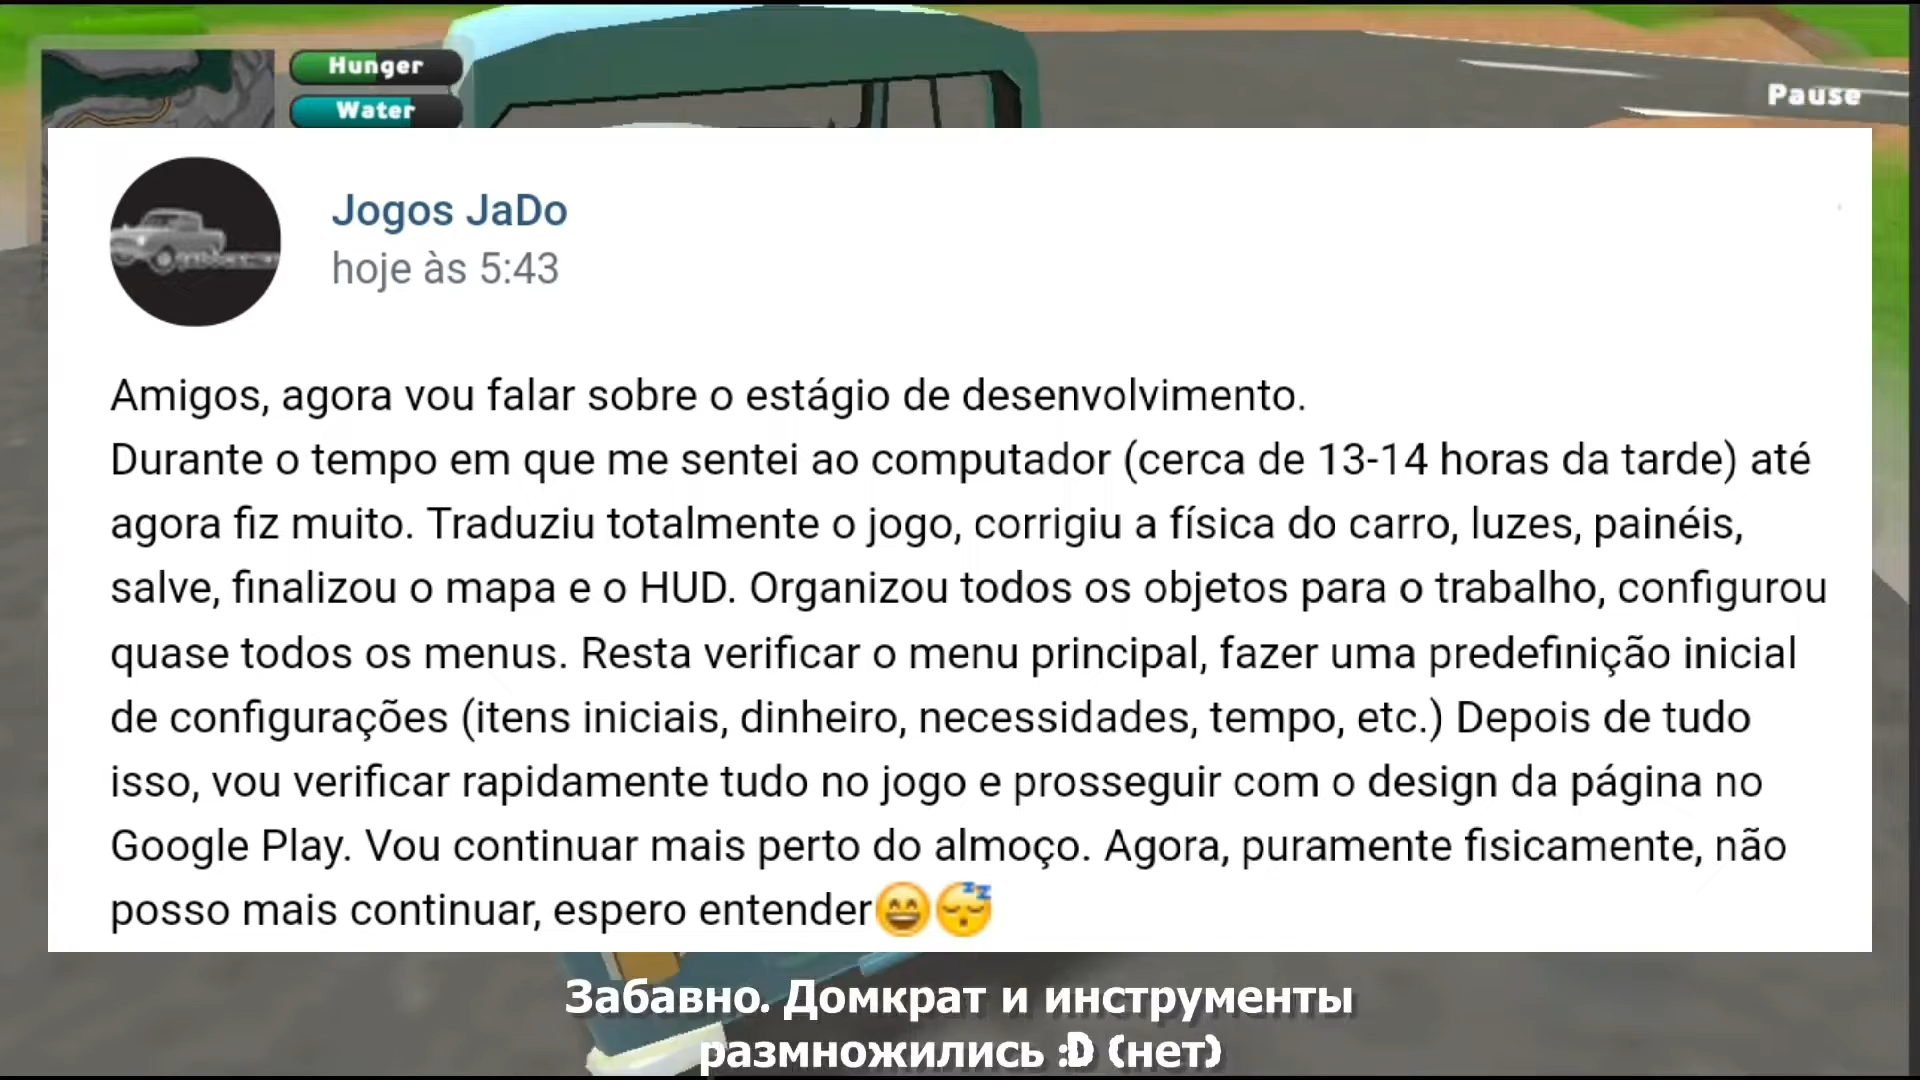 Hunger
Water
Pause
Jogos JaDo
hoje às 5:43
Amigos, agora vou falar sobre o estágio de desenvolvimento.
Durante o tempo em que me sentei ao computador (cerca de 13-14 horas da tarde) até
agora fiz muito. Traduziu totalmente o jogo, corrigiu a física do carro, luzes, painéis,
salve, finalizou o mapa e o HUD. Organizou todos os objetos para o trabalho, configurou
quase todos os menus. Resta verificar o menu principal, fazer uma predefinição inicial
de configurações (itens iniciais, dinheiro, necessidades, tempo, etc.) Depois de tudo
isso, vou verificar rapidamente tudo no jogo e prosseguir com o design da página no
Google Play. Vou continuar mais perto do almoço. Agora, puramente fisicamente, não
posso mais continuar, espero entender😄😴
Забавно. Домкрат и инструменты
размножились :D (нет)